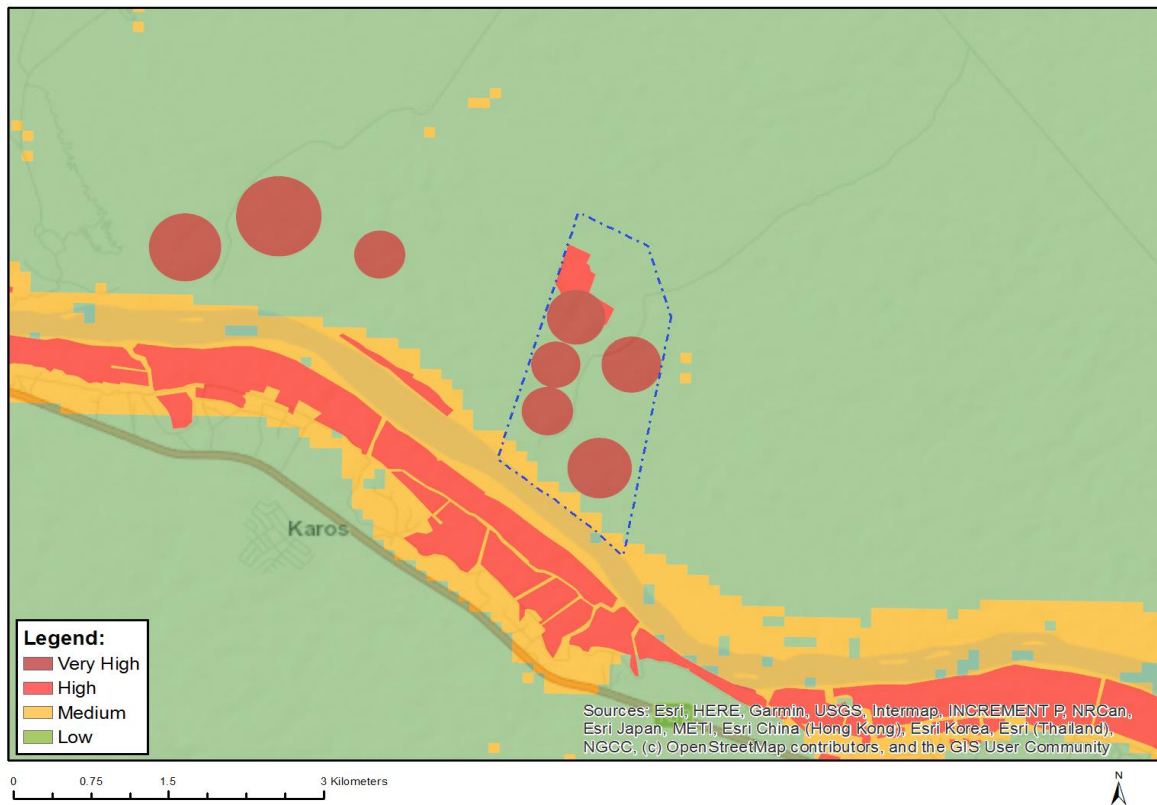 Karos
Legend:
Very High
High
Medium
Low
Sources: Esri, HERE, Garmin, USGS, Intermap, INCREMENT P, NRCan,
Esri Japan, METI, Esri China (Hong Kong), Esri Korea, Esri (Thailand),
NGCC, (c) OpenStreetMap contributors, and the GIS User Community
0 0.75 1.5 3 Kilometers
N